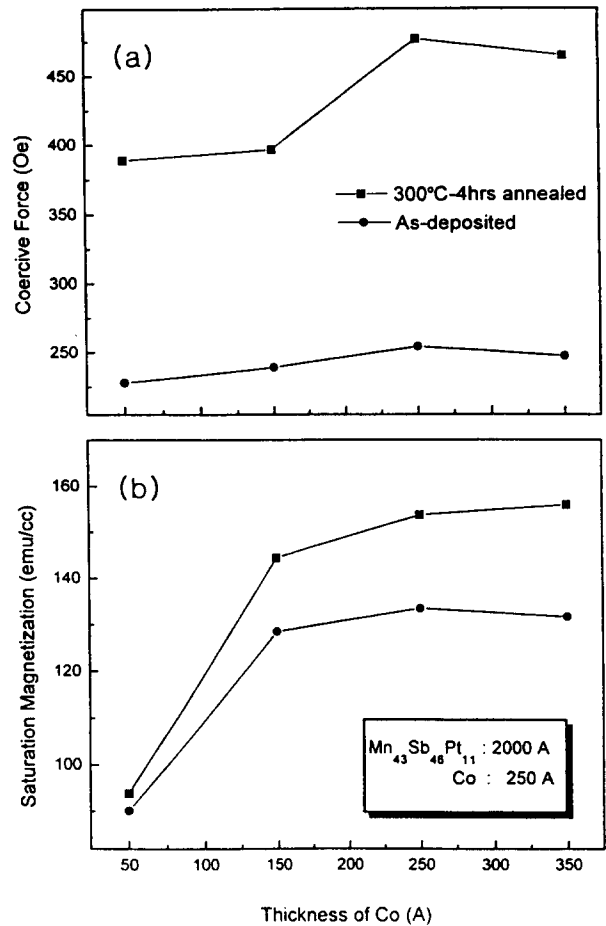 (a)
450
400
350
300
250
Coercive Force (Oe)
300°C-4hrs annealed
As-deposited
(b)
160
140
120
100
Saturation Magnetization (emu/cc)
Mn43Sb46Pt11 : 2000 A
Co : 250 A
50 100 150 200 250 300 350
Thickness of Co (A)